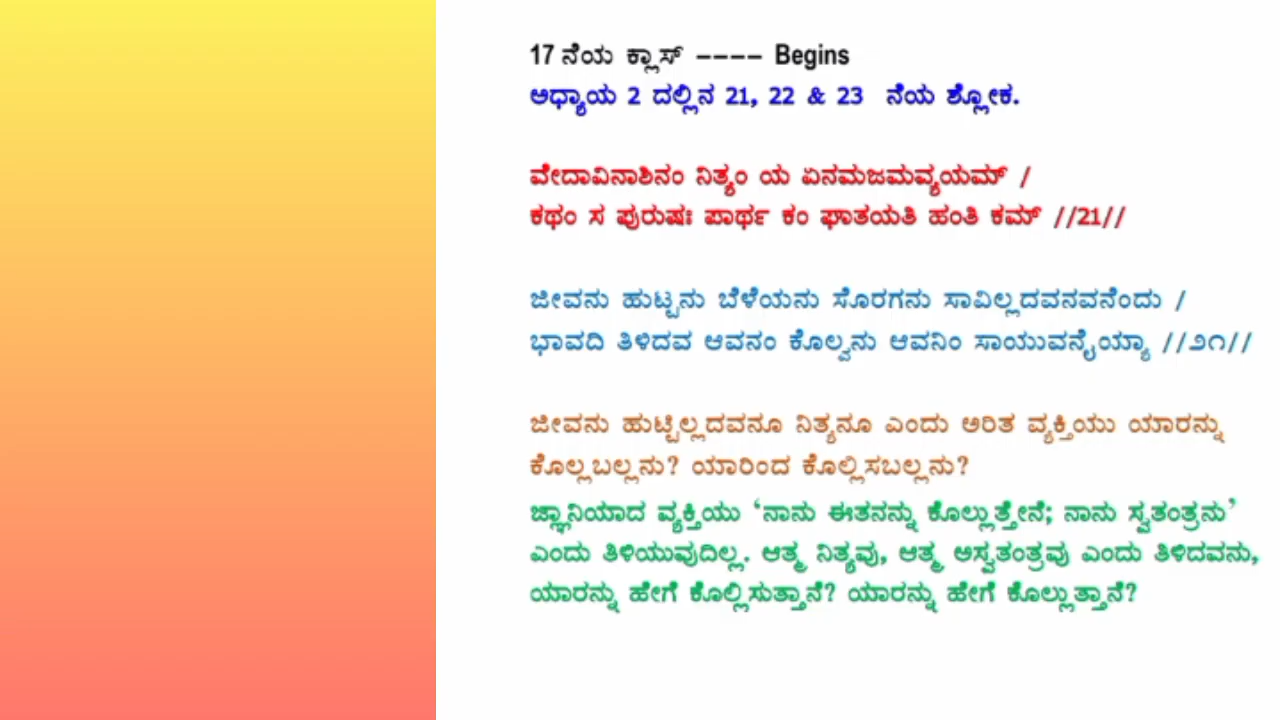 17 ನೆಯ ಕ್ಲಾಸ್ ---- Begins
ಅಧ್ಯಾಯ 2 ದಲ್ಲಿನ 21, 22 & 23 ನೆಯ ಶ್ಲೋಕ.
ವೇದಾವಿನಾಶಿನಂ ನಿತ್ಯಂ ಯ ಏನಮಜಮವ್ಯಯಮ್ /
ಕಥಂ ಸ ಪುರುಷಃ ಪಾರ್ಥ ಕಂ ಘಾತಯತಿ ಹಂತಿ ಕಮ್ //21//
ಜೀವನು ಹುಟ್ಟನು ಬೆಳೆಯನು ಸೊರಗನು ಸಾವಿಲ್ಲದವನವನೆಂದು /
ಭಾವದಿ ತಿಳಿದವ ಆವನಂ ಕೊಲ್ವನು ಆವನಿಂ ಸಾಯುವನೈಯ್ಯಾ //೨೧//
ಜೀವನು ಹುಟ್ಟಿಲ್ಲದವನೂ ನಿತ್ಯನೂ ಎಂದು ಅರಿತ ವ್ಯಕ್ತಿಯು ಯಾರನ್ನು
ಕೊಲ್ಲಬಲ್ಲನು? ಯಾರಿಂದ ಕೊಲ್ಲಿಸಬಲ್ಲನು?
ಜ್ಞಾನಿಯಾದ ವ್ಯಕ್ತಿಯು ‘ನಾನು ಈತನನ್ನು ಕೊಲ್ಲುತ್ತೇನೆ; ನಾನು ಸ್ವತಂತ್ರನು’
ಎಂದು ತಿಳಿಯುವುದಿಲ್ಲ. ಆತ್ಮ ನಿತ್ಯವು, ಆತ್ಮ ಅಸ್ವತಂತ್ರವು ಎಂದು ತಿಳಿದವನು,
ಯಾರನ್ನು ಹೇಗೆ ಕೊಲ್ಲಿಸುತ್ತಾನೆ? ಯಾರನ್ನು ಹೇಗೆ ಕೊಲ್ಲುತ್ತಾನೆ?